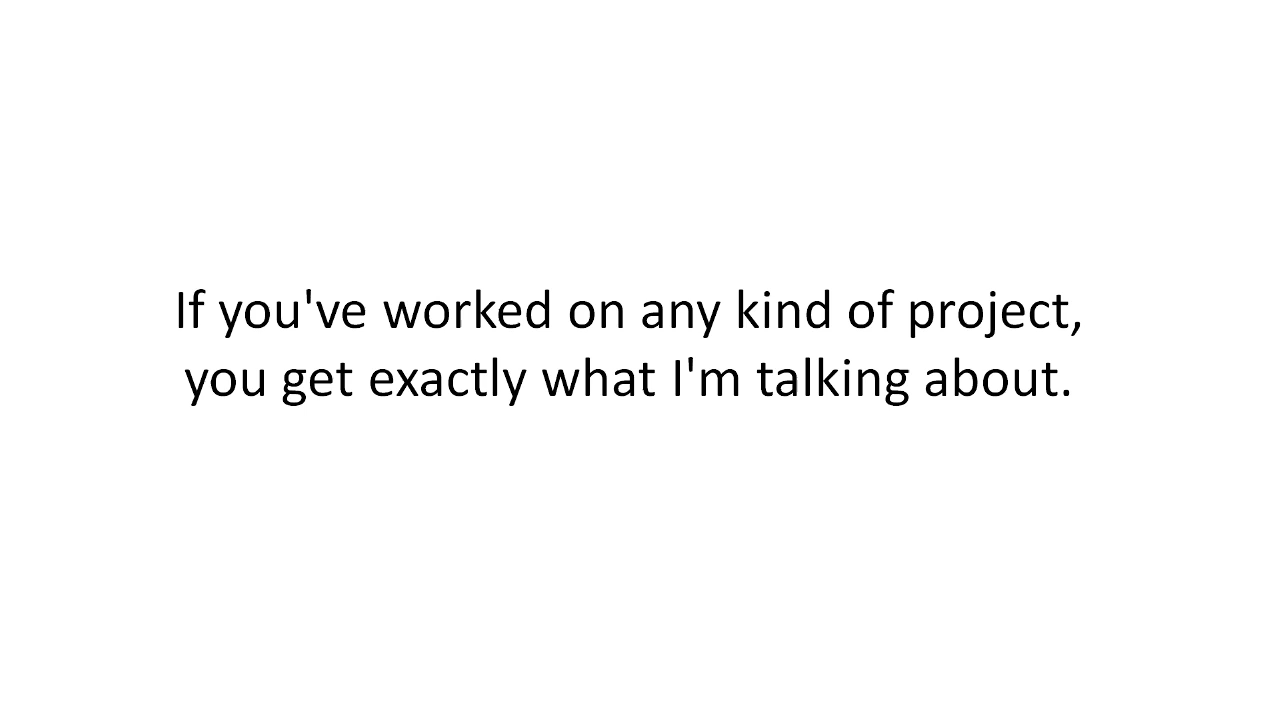 If you've worked on any kind of project,
you get exactly what I'm talking about.